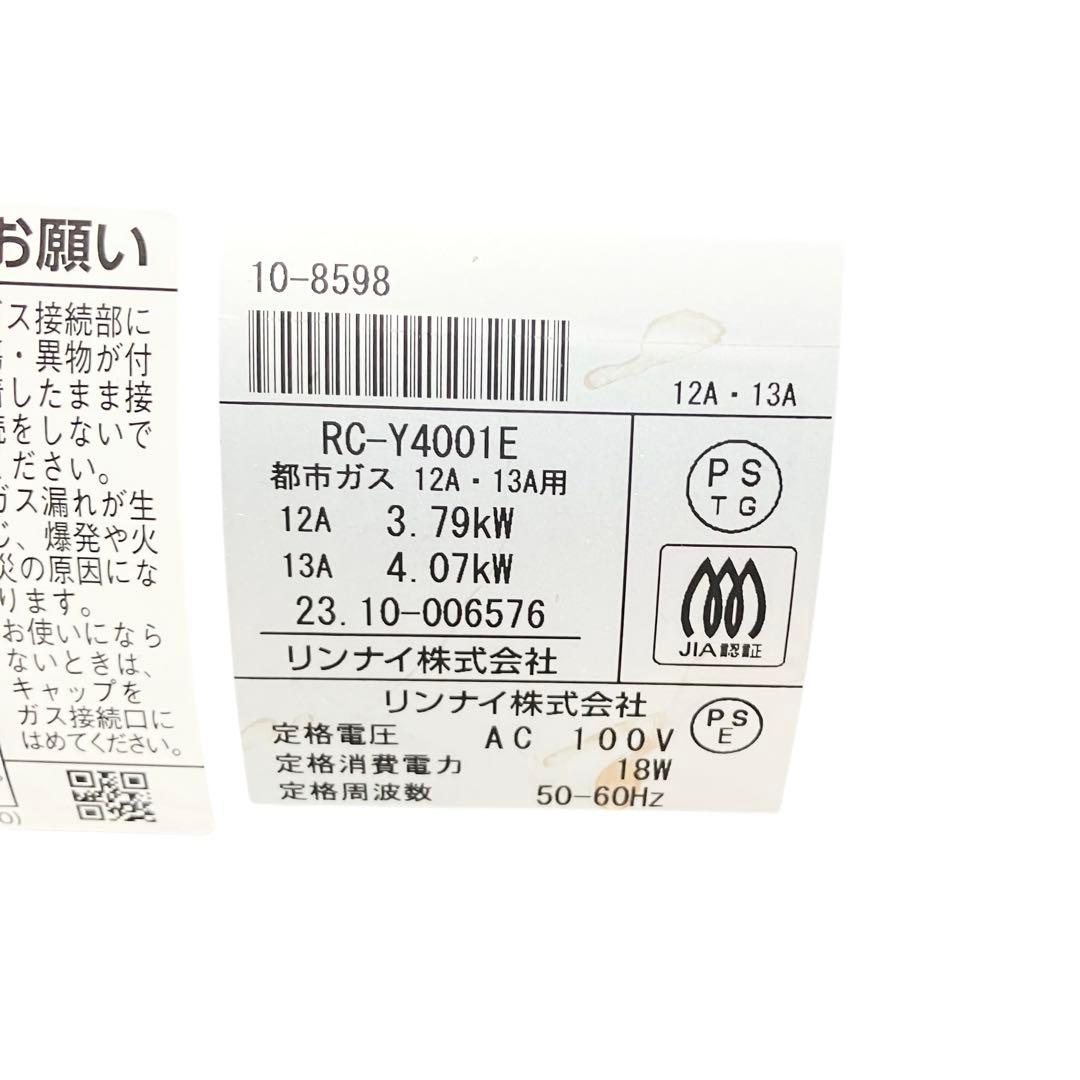 お願い
ス接続部に
・異物が付
したまま接
をしないで
ください。
ガス漏れが生
じ、爆発や火
災の原因にな
ります。
お使いになら
ないときは、
キャップを
ガス接続口に
はめてください。
10-8598
12A・13A
RC-Y4001E
都市ガス 12A・13A用
12A 3.79kW
13A 4.07kW
23.10-006576
リンナイ株式会社
PS
TG
JIA認証
リンナイ株式会社
定格電圧 AC 100V
定格消費電力 18W
定格周波数 50-60Hz
PS
E